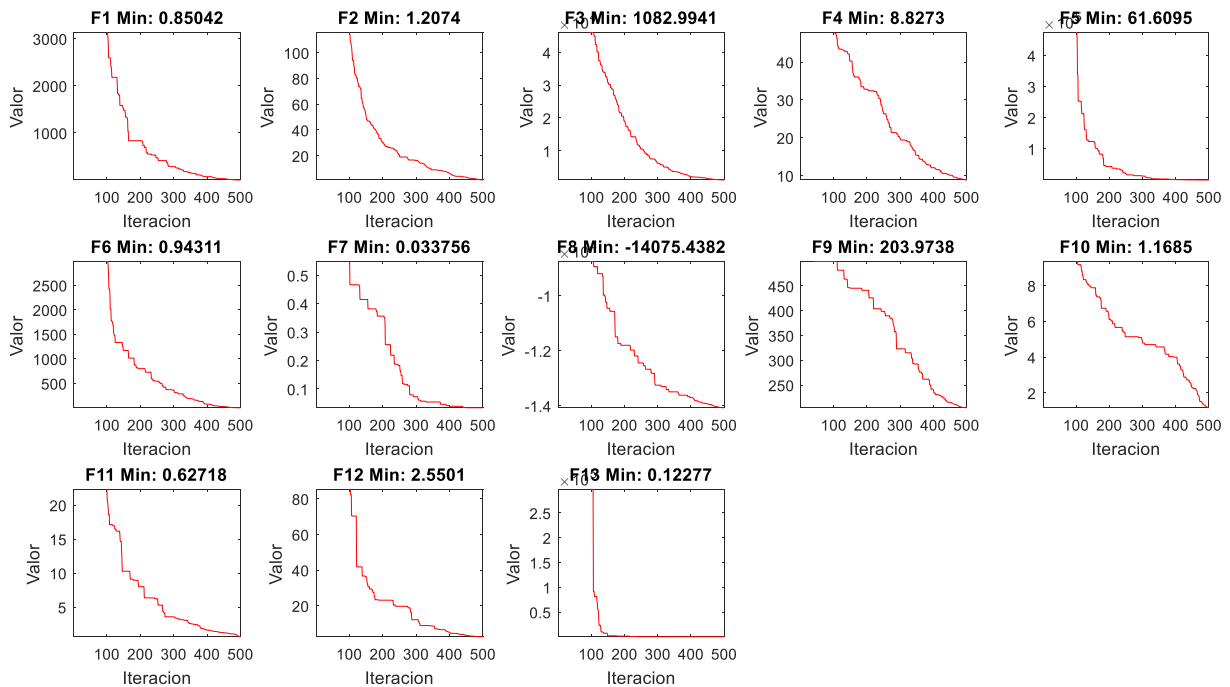 F1 Min: 0.85042
3000
2000
1000
Valor
100 200 300 400 500
Iteracion
F2 Min: 1.2074
100
80
60
40
20
Valor
100 200 300 400 500
Iteracion
F3 Min: 1082.9941
4
3
2
1
Valor
100 200 300 400 500
Iteracion
F4 Min: 8.8273
40
30
20
10
Valor
100 200 300 400 500
Iteracion
F5 Min: 61.6095
4
3
2
1
Valor
100 200 300 400 500
Iteracion
F6 Min: 0.94311
2500
2000
1500
1000
500
Valor
100 200 300 400 500
Iteracion
F7 Min: 0.033756
0.5
0.4
0.3
0.2
0.1
Valor
100 200 300 400 500
Iteracion
F8 Min: -14075.4382
-1
-1.2
-1.4
Valor
100 200 300 400 500
Iteracion
F9 Min: 203.9738
450
400
350
300
250
Valor
100 200 300 400 500
Iteracion
F10 Min: 1.1685
8
6
4
2
Valor
100 200 300 400 500
Iteracion
F11 Min: 0.62718
20
15
10
5
Valor
100 200 300 400 500
Iteracion
F12 Min: 2.5501
80
60
40
20
Valor
100 200 300 400 500
Iteracion
F13 Min: 0.12277
2.5
2
1.5
1
0.5
Valor
100 200 300 400 500
Iteracion